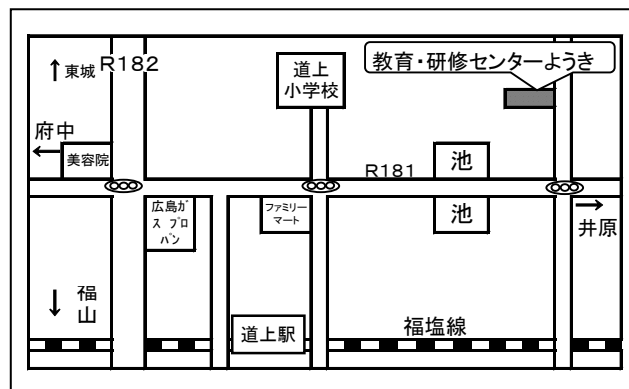 ↑東城
R182
道上
小学校
教育・研修センターようき
府中
←
美容院
R181
池
広島ガ
ス プロ
パン
ファミリー
マート
池
→
井原
↓
福
山
道上駅
福塩線